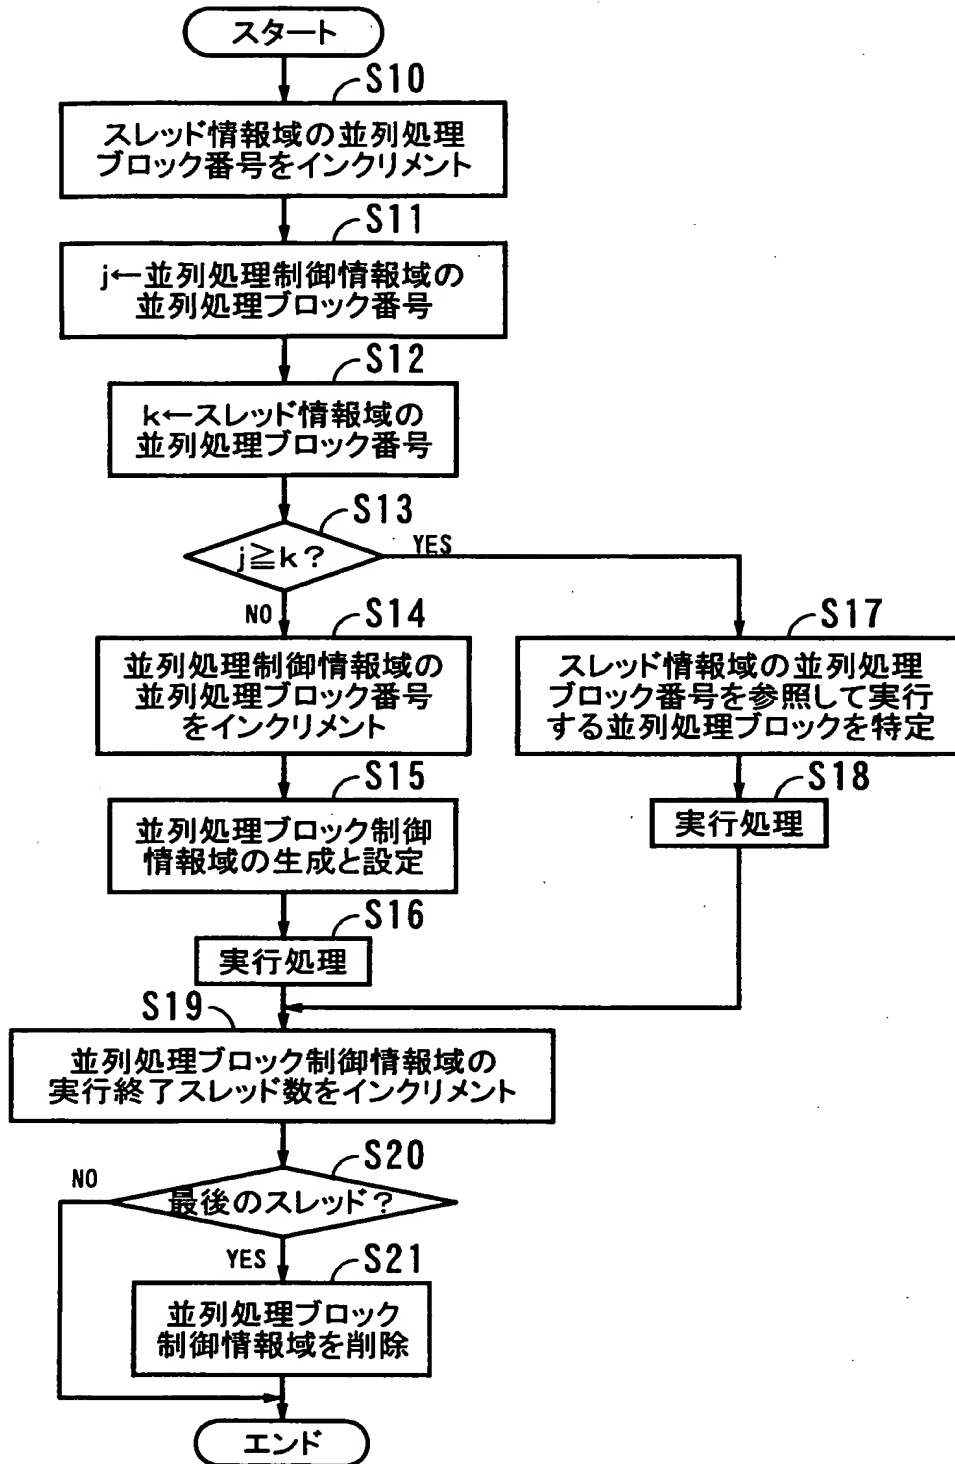 スタート
S10
スレッド情報域の並列処理
ブロック番号をインクリメント
S11
j←並列処理制御情報域の
並列処理ブロック番号
S12
k←スレッド情報域の
並列処理ブロック番号
S13
j≧k?
YES
NO
S14
並列処理制御情報域の
並列処理ブロック番号
をインクリメント
S17
スレッド情報域の並列処理
ブロック番号を参照して実行
する並列処理ブロックを特定
S15
並列処理ブロック制御
情報域の生成と設定
S18
実行処理
S16
実行処理
S19
並列処理ブロック制御情報域の
実行終了スレッド数をインクリメント
S20
最後のスレッド?
NO
YES
S21
並列処理ブロック
制御情報域を削除
エンド